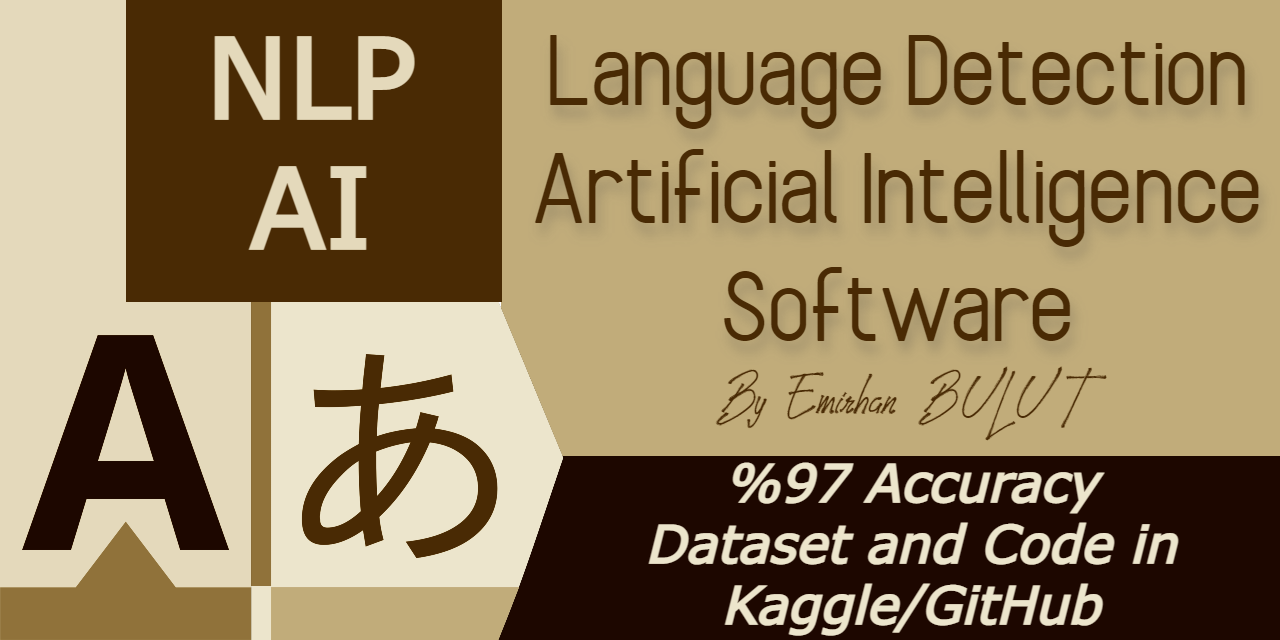 NLP
AI
Language Detection
Artificial Intelligence
Software
By Emirhan BULUT
A
あ
%97 Accuracy
Dataset and Code in
Kaggle/GitHub